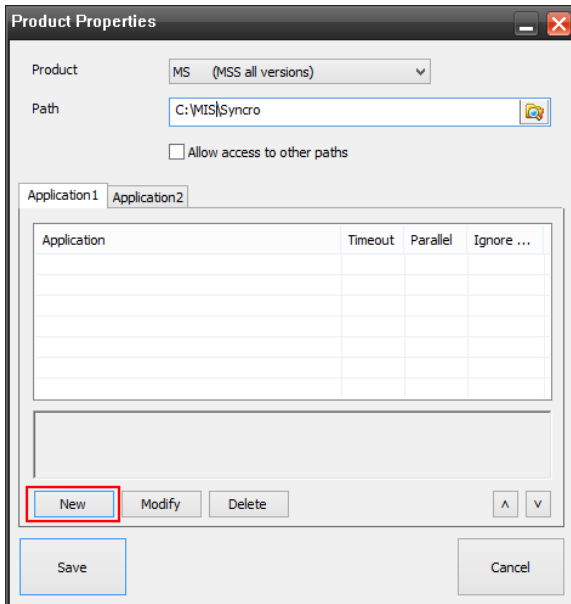 Product Properties
Product MS (MSS all versions)
Path C:\MIS\Syncro
Allow access to other paths
Application1 Application2
Application Timeout Parallel Ignore ...
New Modify Delete ʌ v
Save Cancel